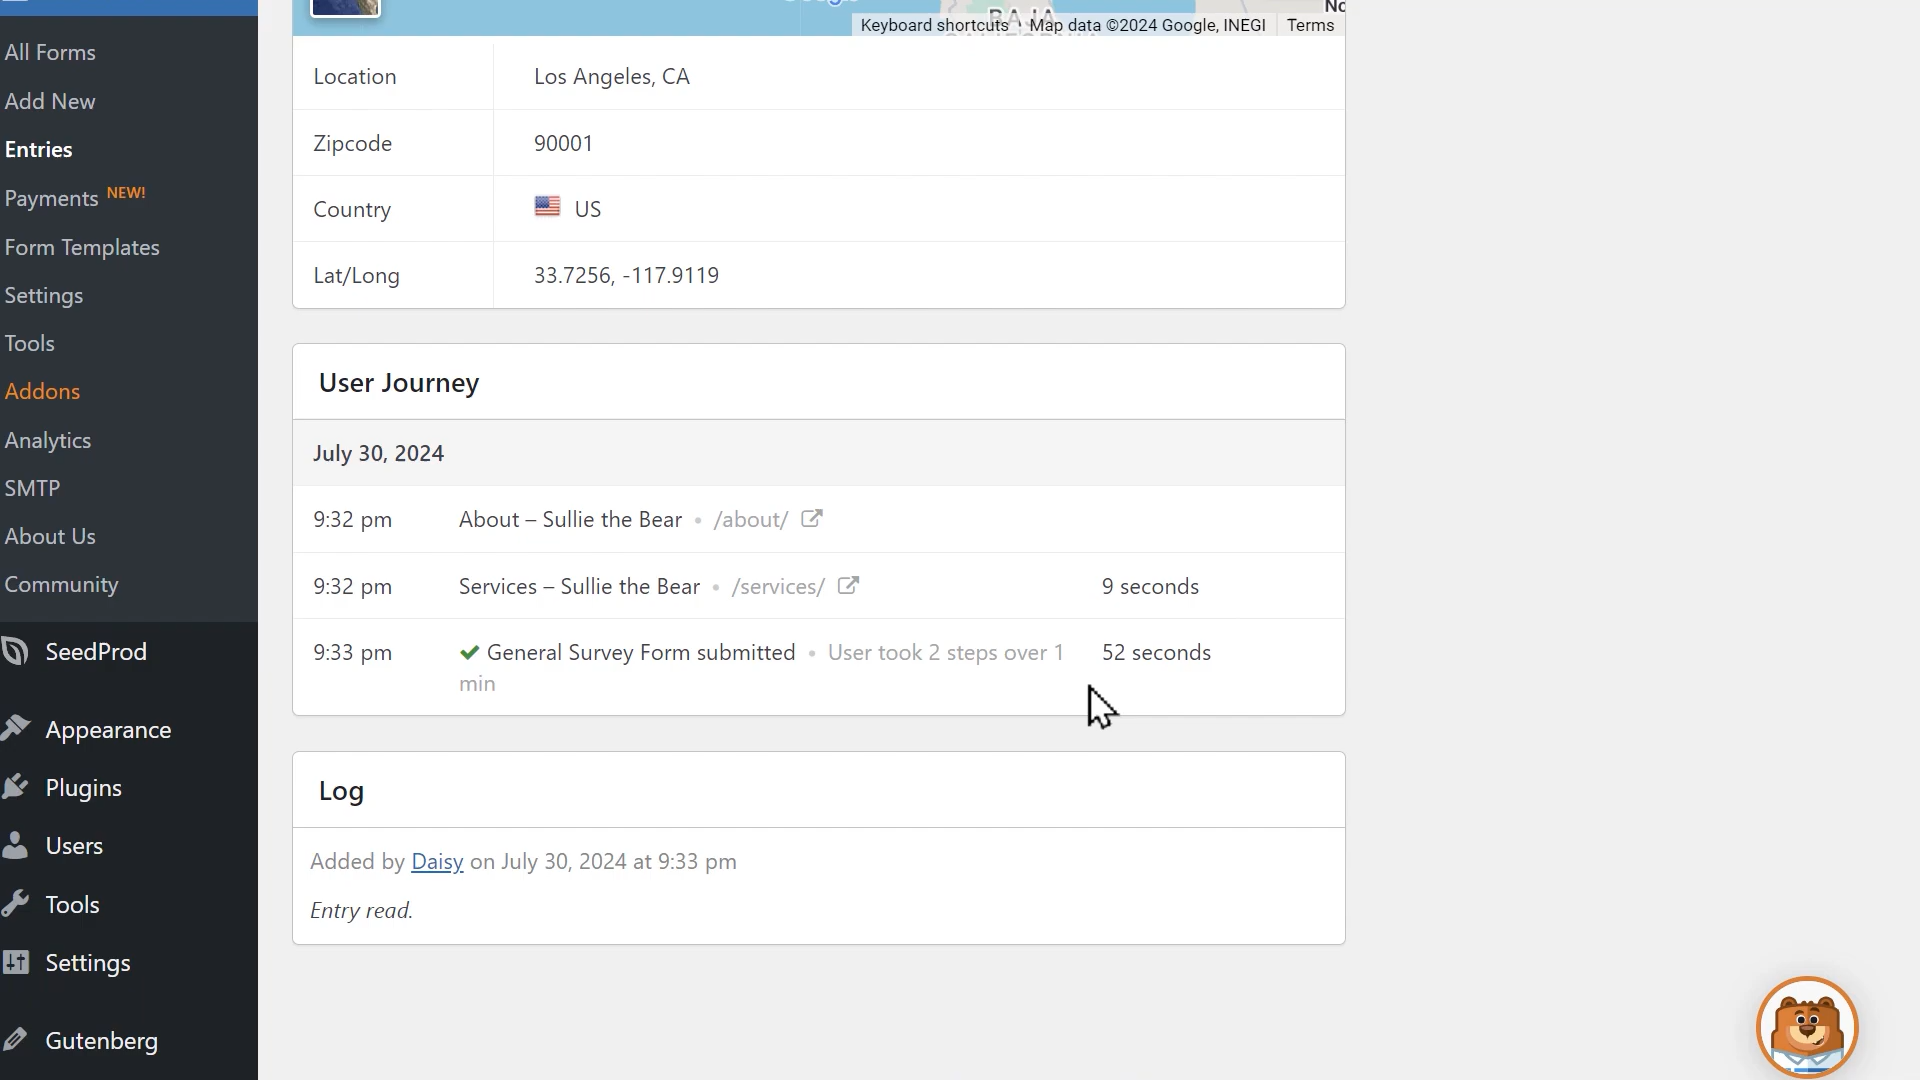 Keyboard shortcuts Map data ©2024 Google, INEGI Terms
All Forms
Add New
Entries
Payments NEW!
Form Templates
Settings
Tools
Addons
Analytics
SMTP
About Us
Community
SeedProd
Appearance
Plugins
Users
Tools
Settings
Gutenberg
Location Los Angeles, CA
Zipcode 90001
Country US
Lat/Long 33.7256, -117.9119
User Journey
July 30, 2024
9:32 pm About – Sullie the Bear • /about/
9:32 pm Services – Sullie the Bear • /services/ 9 seconds
9:33 pm General Survey Form submitted • User took 2 steps over 1 52 seconds
min
Log
Added by Daisy on July 30, 2024 at 9:33 pm
Entry read.